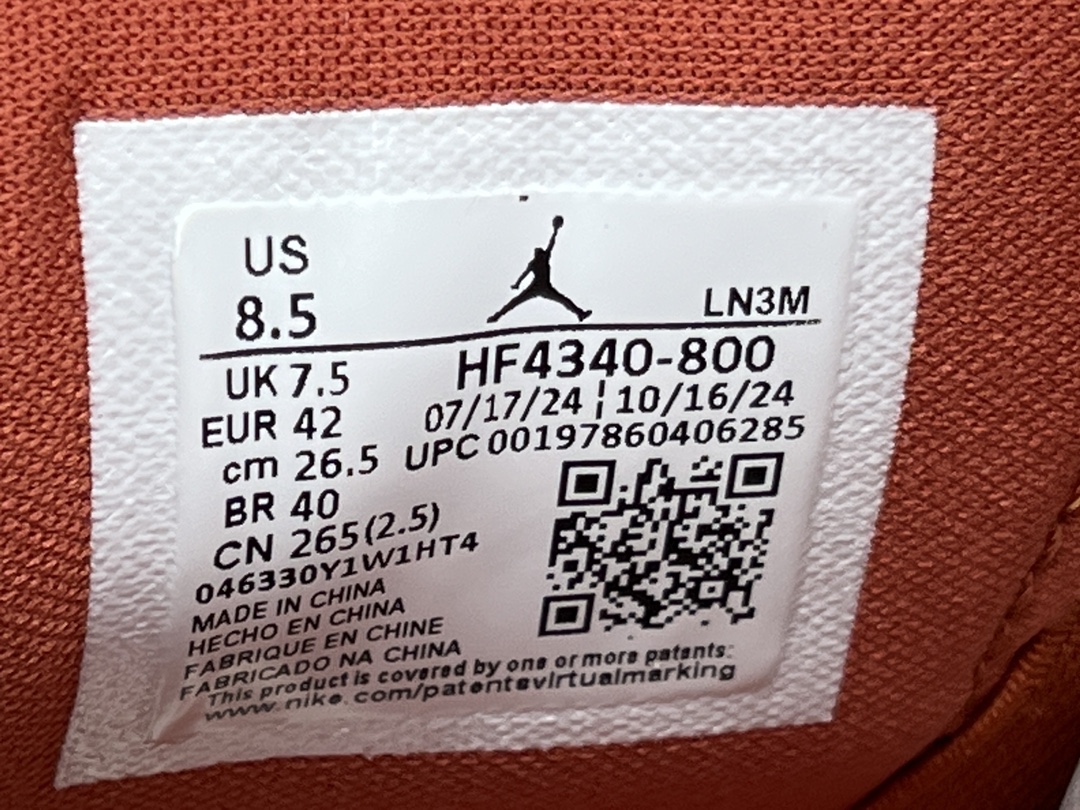 US
8.5
LN3M
UK 7.5
HF4340-800
EUR 42
07/17/24 ¦ 10/16/24
cm 26.5
UPC 00197860406285
BR 40
CN 265(2.5)
046330Y1W1HT4
MADE IN CHINA
HECHO EN CHINA
FABRIQUE EN CHINE
FABRICADO NA CHINA
This product is covered by one or more patents:
www.nike.com/patentsvirtualmarking